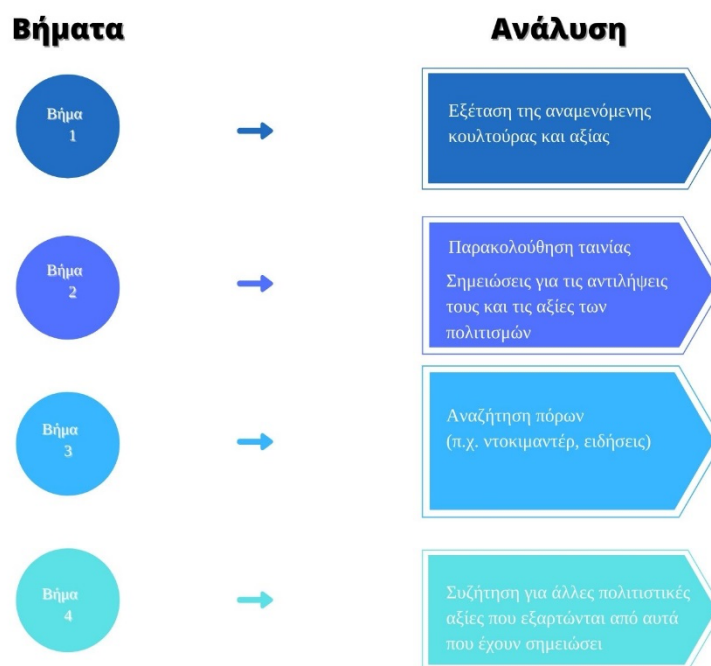 Βήματα
Ανάλυση
Βήμα
1
Εξέταση της αναμενόμενης
κουλτούρας και αξίας
Βήμα
2
Παρακολούθηση ταινίας
Σημειώσεις για τις αντιλήψεις
τους και τις αξίες των
πολιτισμών
Βήμα
3
Αναζήτηση πόρων
(π.χ. ντοκιμαντέρ, ειδήσεις)
Βήμα
4
Συζήτηση για άλλες πολιτιστικές
αξίες που εξαρτώνται από αυτά
που έχουν σημειώσει